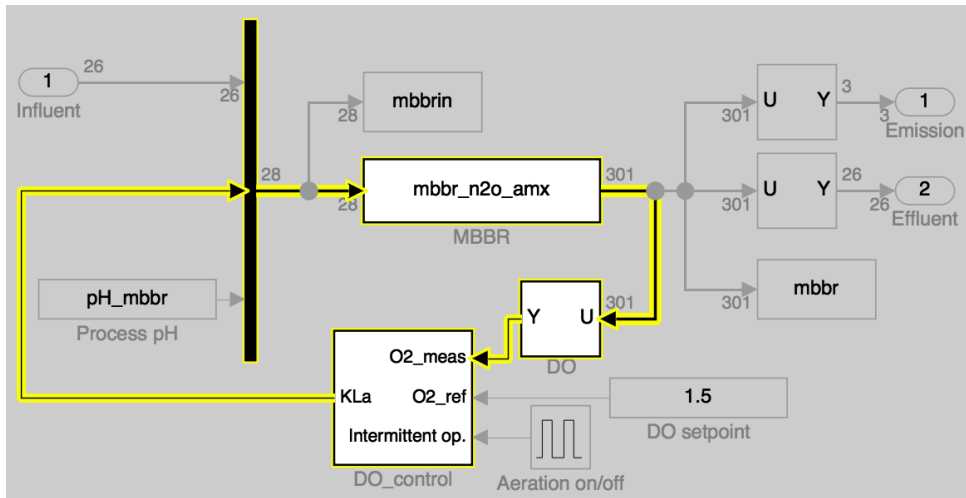 1
26
26
Influent
28
28
mbbrin
28
mbbr_n2o_amx
MBBR
301
301
U Y
3
3
1
Emission
301
U Y
26
26
2
Effluent
301
mbbr
pH_mbbr
Process pH
301
Y U
DO
O2_meas
KLa O2_ref
Intermittent op.
DO_control
1.5
DO setpoint
Aeration on/off